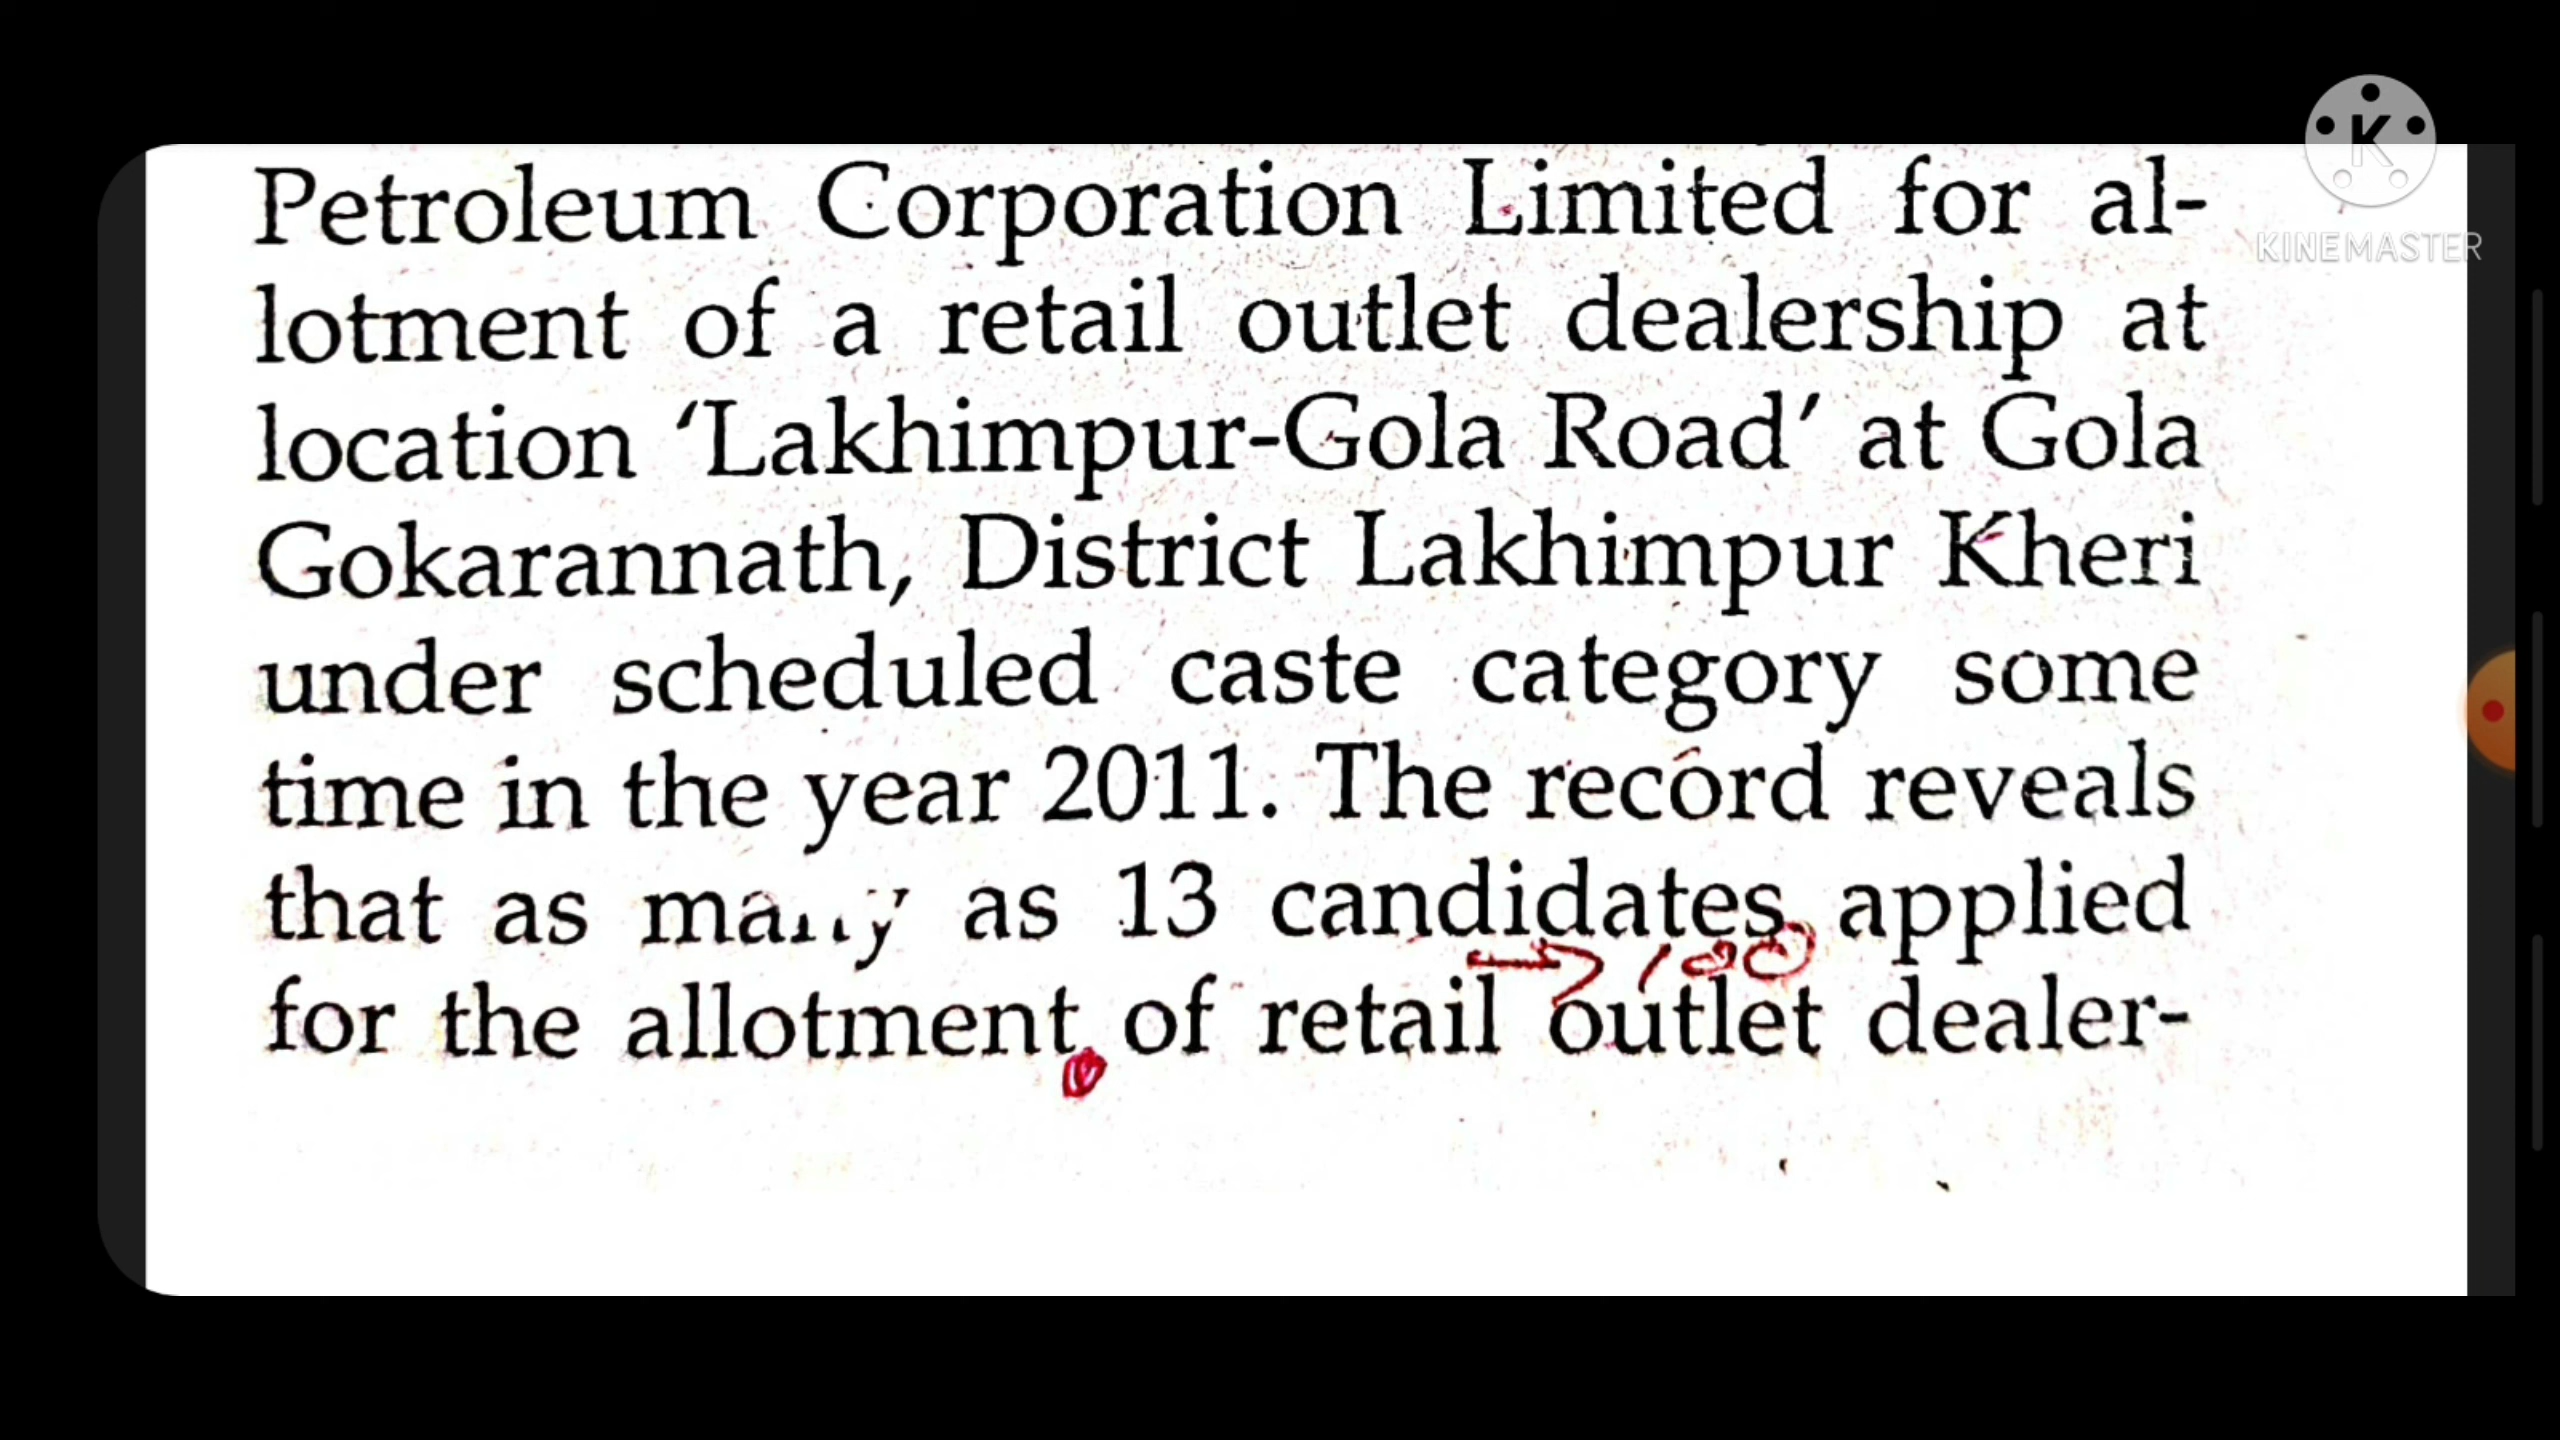 Petroleum Corporation Limited for al-
lotment of a retail outlet dealership at
location ‘Lakhimpur-Gola Road’ at Gola
Gokarannath, District Lakhimpur Kheri
under scheduled caste category some
time in the year 2011. The record reveals
that as many as 13 candidates applied
for the allotment of retail outlet dealer-
K
KINEMASTER